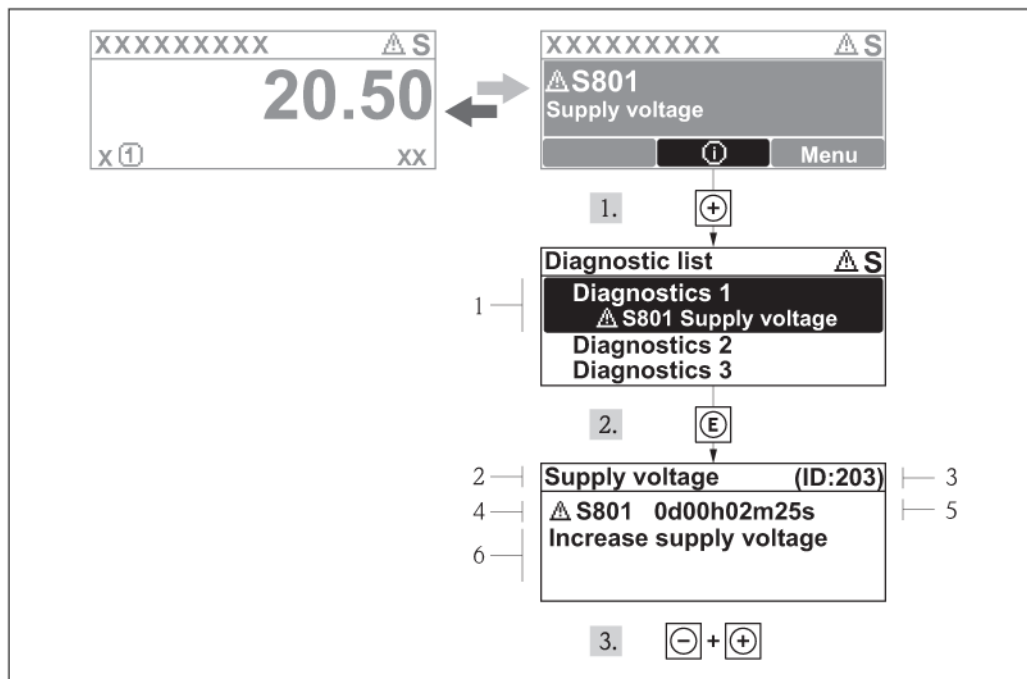 XXXXXXXXX ⚠ S
20.50
X ① XX
XXXXXXXXX ⚠ S
⚠ S801
Supply voltage
ⓘ Menu
1. ⊕
Diagnostic list ⚠ S
1
Diagnostics 1
⚠ S801 Supply voltage
Diagnostics 2
Diagnostics 3
2. Ⓔ
2 Supply voltage (ID:203) 3
4 ⚠ S801 0d00h02m25s 5
6 Increase supply voltage
3. ⊖ + ⊕